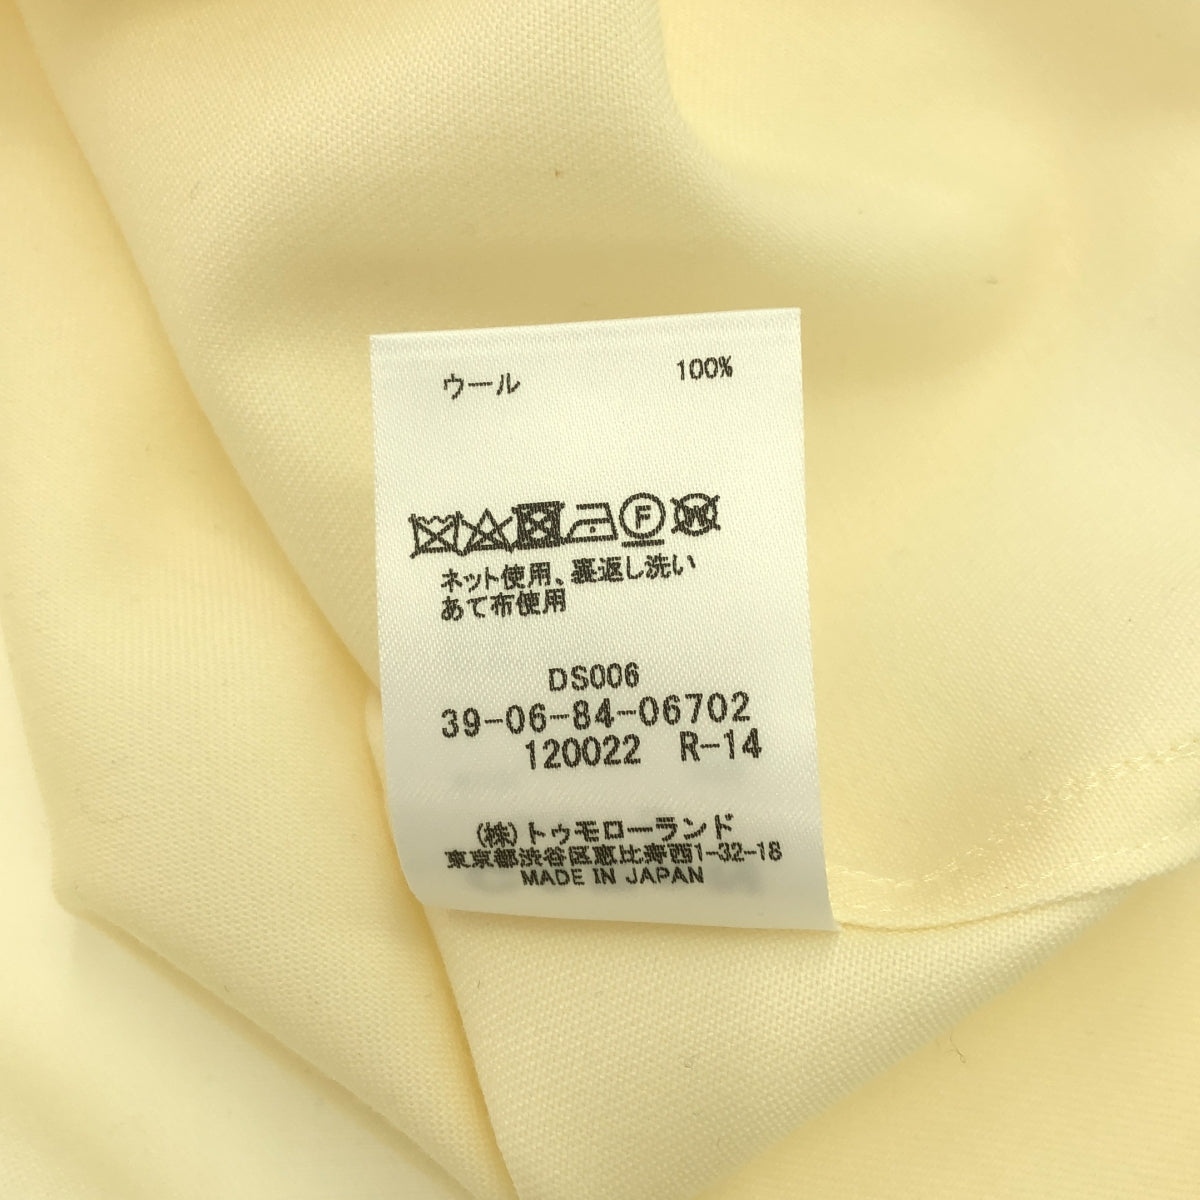 ウール 100%
F W
ネット使用、裏返し洗い
あて布使用
DS006
39-06-84-06702
120022 R-14
(株)トゥモローランド
東京都渋谷区恵比寿西1-32-18
MADE IN JAPAN